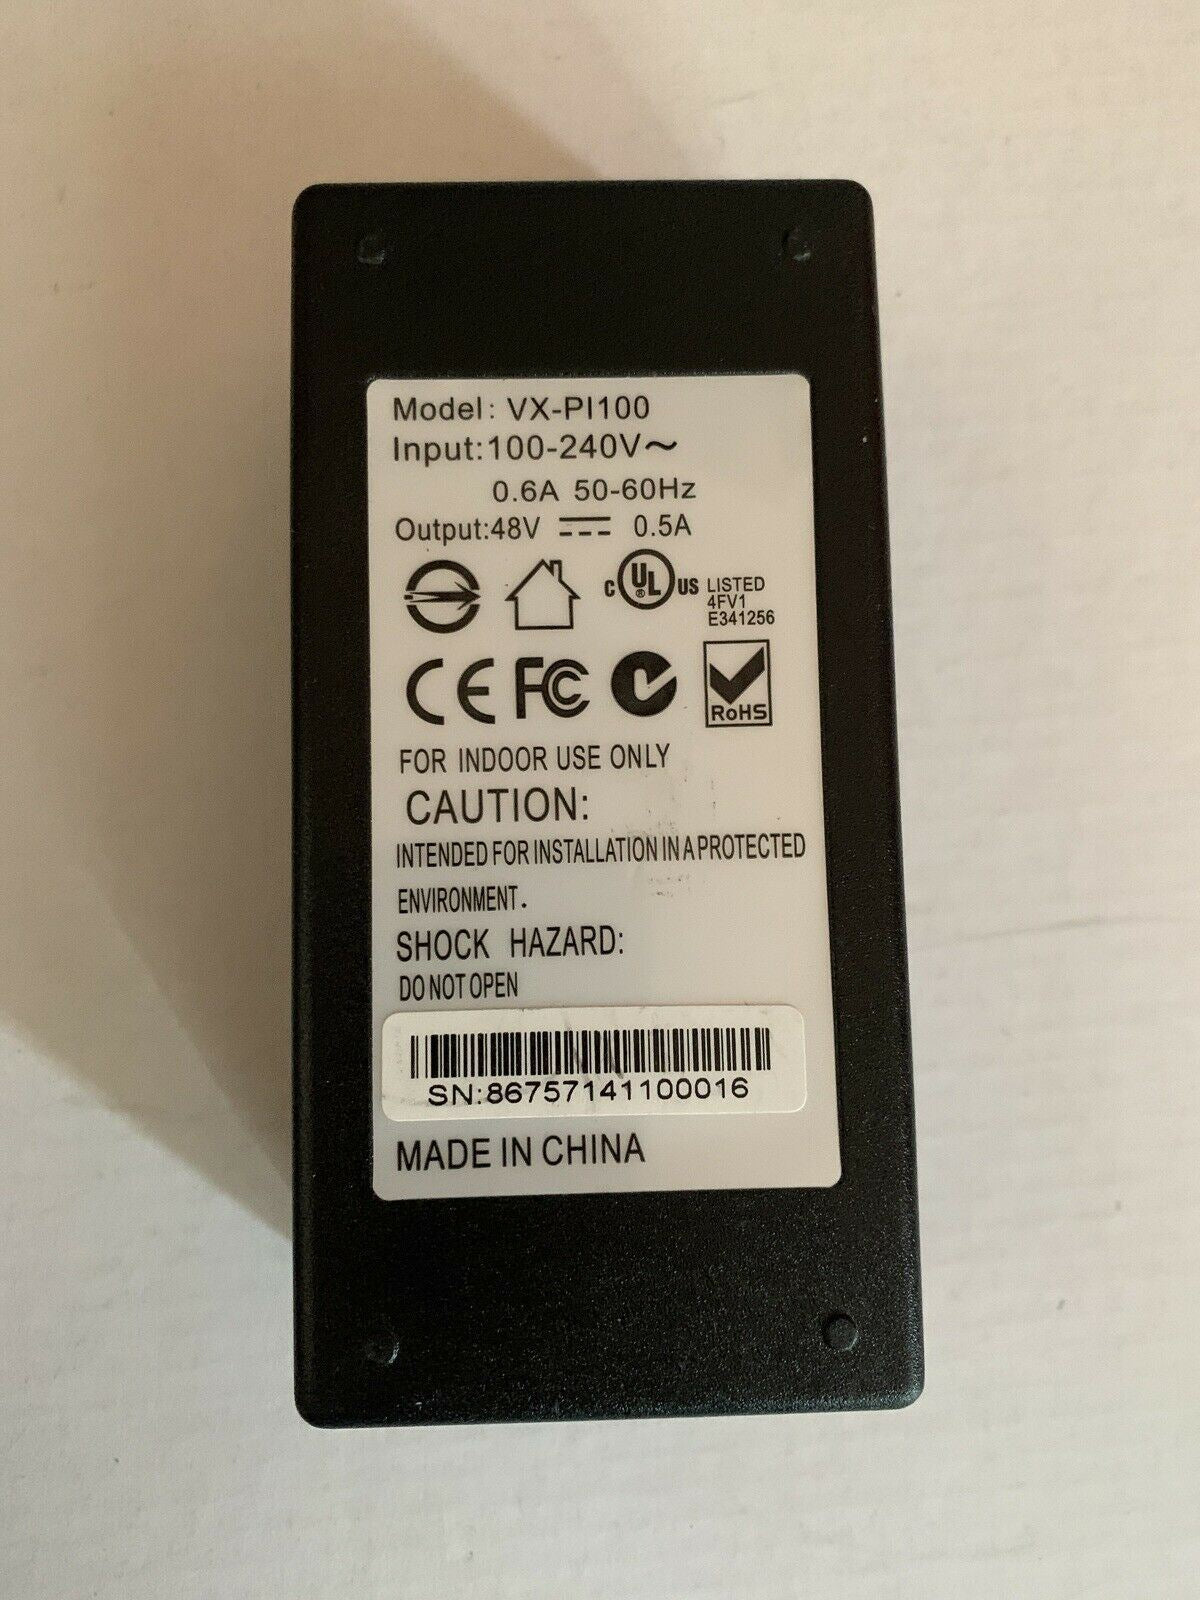 Model: VX-PI100
Input:100-240V～
0.6A 50-60Hz
Output:48V ⎓ 0.5A
C UL ® US LISTED
4FV1
E341256
CE FC RoHS
FOR INDOOR USE ONLY
CAUTION:
INTENDED FOR INSTALLATION IN A PROTECTED
ENVIRONMENT.
SHOCK HAZARD:
DO NOT OPEN
SN:86757141100016
MADE IN CHINA